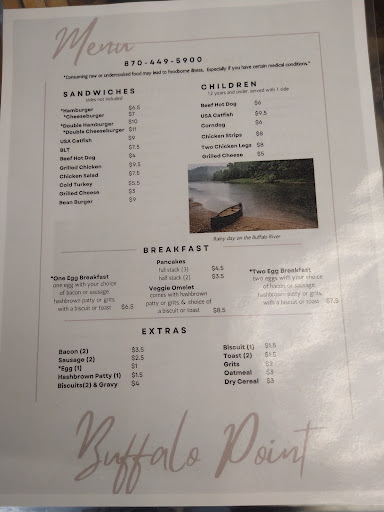 Menu
870-449-5900
*Consuming raw or undercooked food may lead to foodborne illness, Especially if you have certain medical conditions.*
SANDWICHES
sides not included
*Hamburger $6.5
*Cheeseburger $7
*Double Hamburger $10
*Double Cheeseburger $11
USA Catfish $9
BLT $7.5
Beef Hot Dog $4
Grilled Chicken $9.5
Chicken Salad $7.5
Cold Turkey $5.5
Grilled Cheese $3
Bean Burger $9
CHILDREN
12 years and under served with 1 side
Beef Hot Dog $6
USA Catfish $9.5
Corndog $6
Chicken Strips $8
Two Chicken Legs $8
Grilled Cheese $5
Rainy day on the Buffalo River
BREAKFAST
*One Egg Breakfast
one egg with your choice
of bacon or sausage,
hashbrown patty or grits,
with a biscuit or toast $6.5
Pancakes
full stack (3) $4.5
half stack (2) $3.5
Veggie Omelet
comes with hashbrown
patty or grits, & choice of
a biscuit or toast $8.5
*Two Egg Breakfast
two eggs with your choice
of bacon or sausage,
hashbrown patty or grits,
with a biscuit or toast $7.5
EXTRAS
Bacon (2) $3.5
Sausage (2) $2.5
*Egg (1) $1
Hashbrown Patty (1) $1.5
Biscuits(2) & Gravy $4
Biscuit (1) $1.5
Toast (2) $1.5
Grits $2
Oatmeal $3
Dry Cereal $3
Buffalo Point